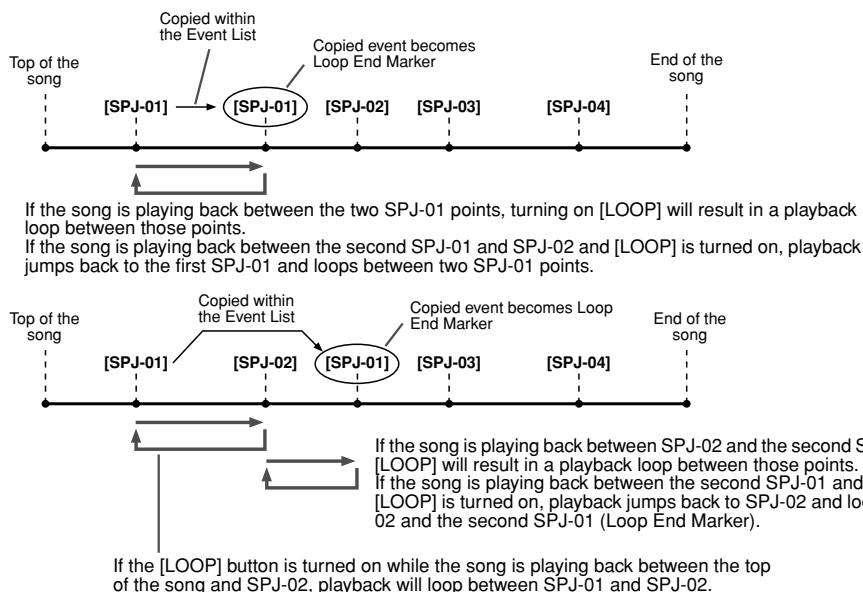 Copied within
the Event List
Copied event becomes
Loop End Marker
Top of the
song
End of the
song
[SPJ-01] [SPJ-01] [SPJ-02] [SPJ-03] [SPJ-04]
If the song is playing back between the two SPJ-01 points, turning on [LOOP] will result in a playback
loop between those points.
If the song is playing back between the second SPJ-01 and SPJ-02 and [LOOP] is turned on, playback
jumps back to the first SPJ-01 and loops between two SPJ-01 points.
Top of the
song
Copied within
the Event List
Copied event becomes Loop
End Marker
End of the
song
[SPJ-01] [SPJ-02] [SPJ-01] [SPJ-03] [SPJ-04]
If the song is playing back between SPJ-02 and the second
[LOOP] will result in a playback loop between those points.
If the song is playing back between the second SPJ-01 and
[LOOP] is turned on, playback jumps back to SPJ-02 and
02 and the second SPJ-01 (Loop End Marker).
If the [LOOP] button is turned on while the song is playing back between the top
of the song and SPJ-02, playback will loop between SPJ-01 and SPJ-02.